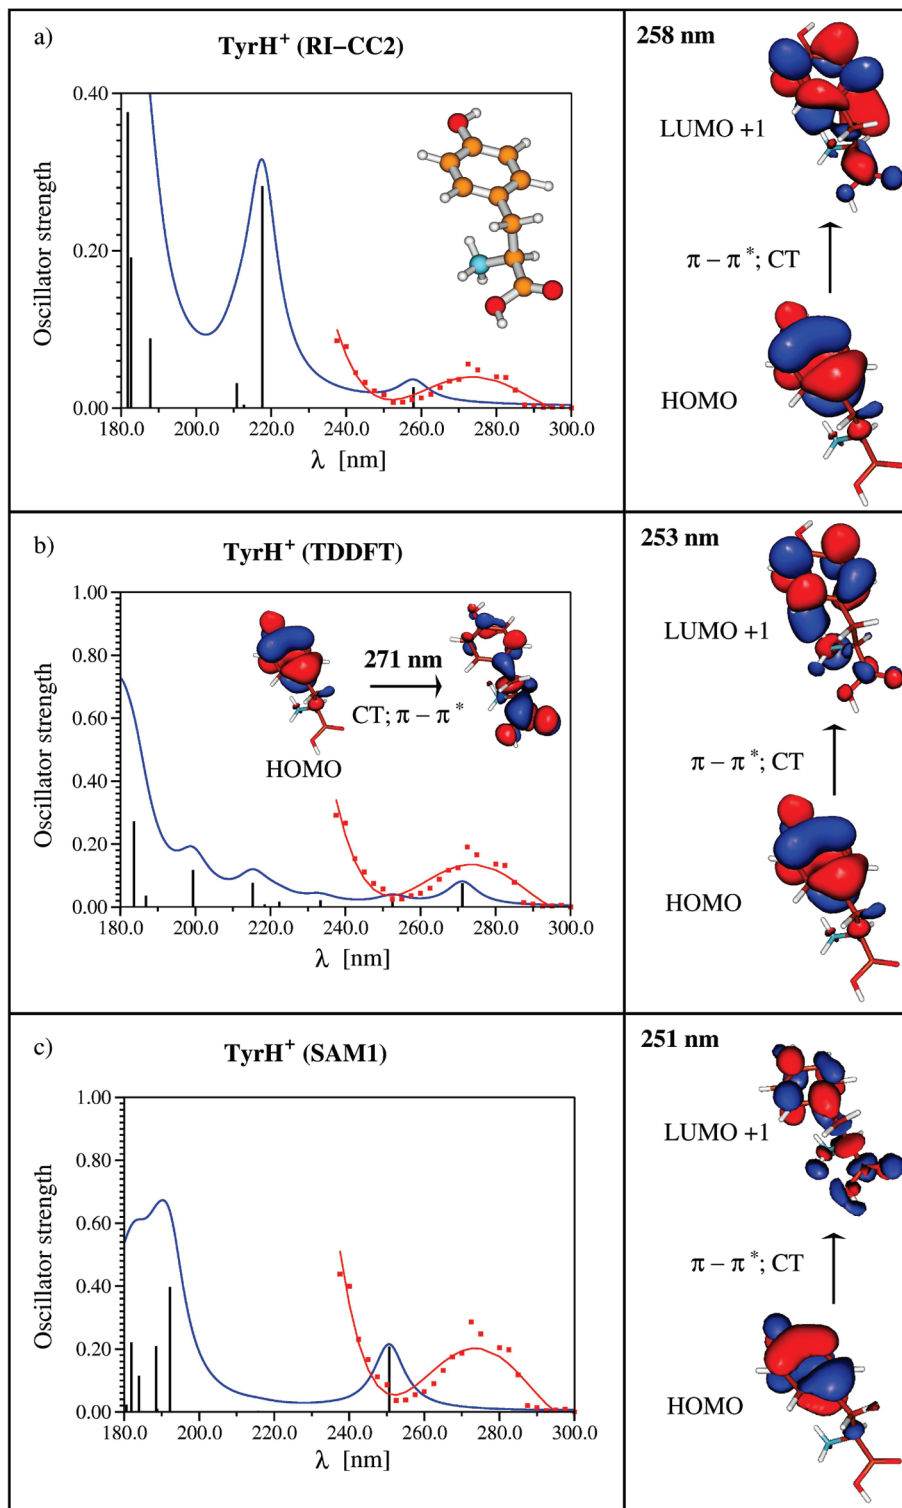 a)
TyrH⁺ (RI−CC2)
0.40
0.20
0.00
Oscillator strength
180.0 200.0 220.0 240.0 260.0 280.0 300.0
λ [nm]
258 nm
LUMO +1
π − π*; CT
HOMO
b)
TyrH⁺ (TDDFT)
1.00
0.80
0.60
0.40
0.20
0.00
Oscillator strength
271 nm
CT; π − π*
HOMO
180.0 200.0 220.0 240.0 260.0 280.0 300.0
λ [nm]
253 nm
LUMO +1
π − π*; CT
HOMO
c)
TyrH⁺ (SAM1)
1.00
0.80
0.60
0.40
0.20
0.00
Oscillator strength
180.0 200.0 220.0 240.0 260.0 280.0 300.0
λ [nm]
251 nm
LUMO +1
π − π*; CT
HOMO